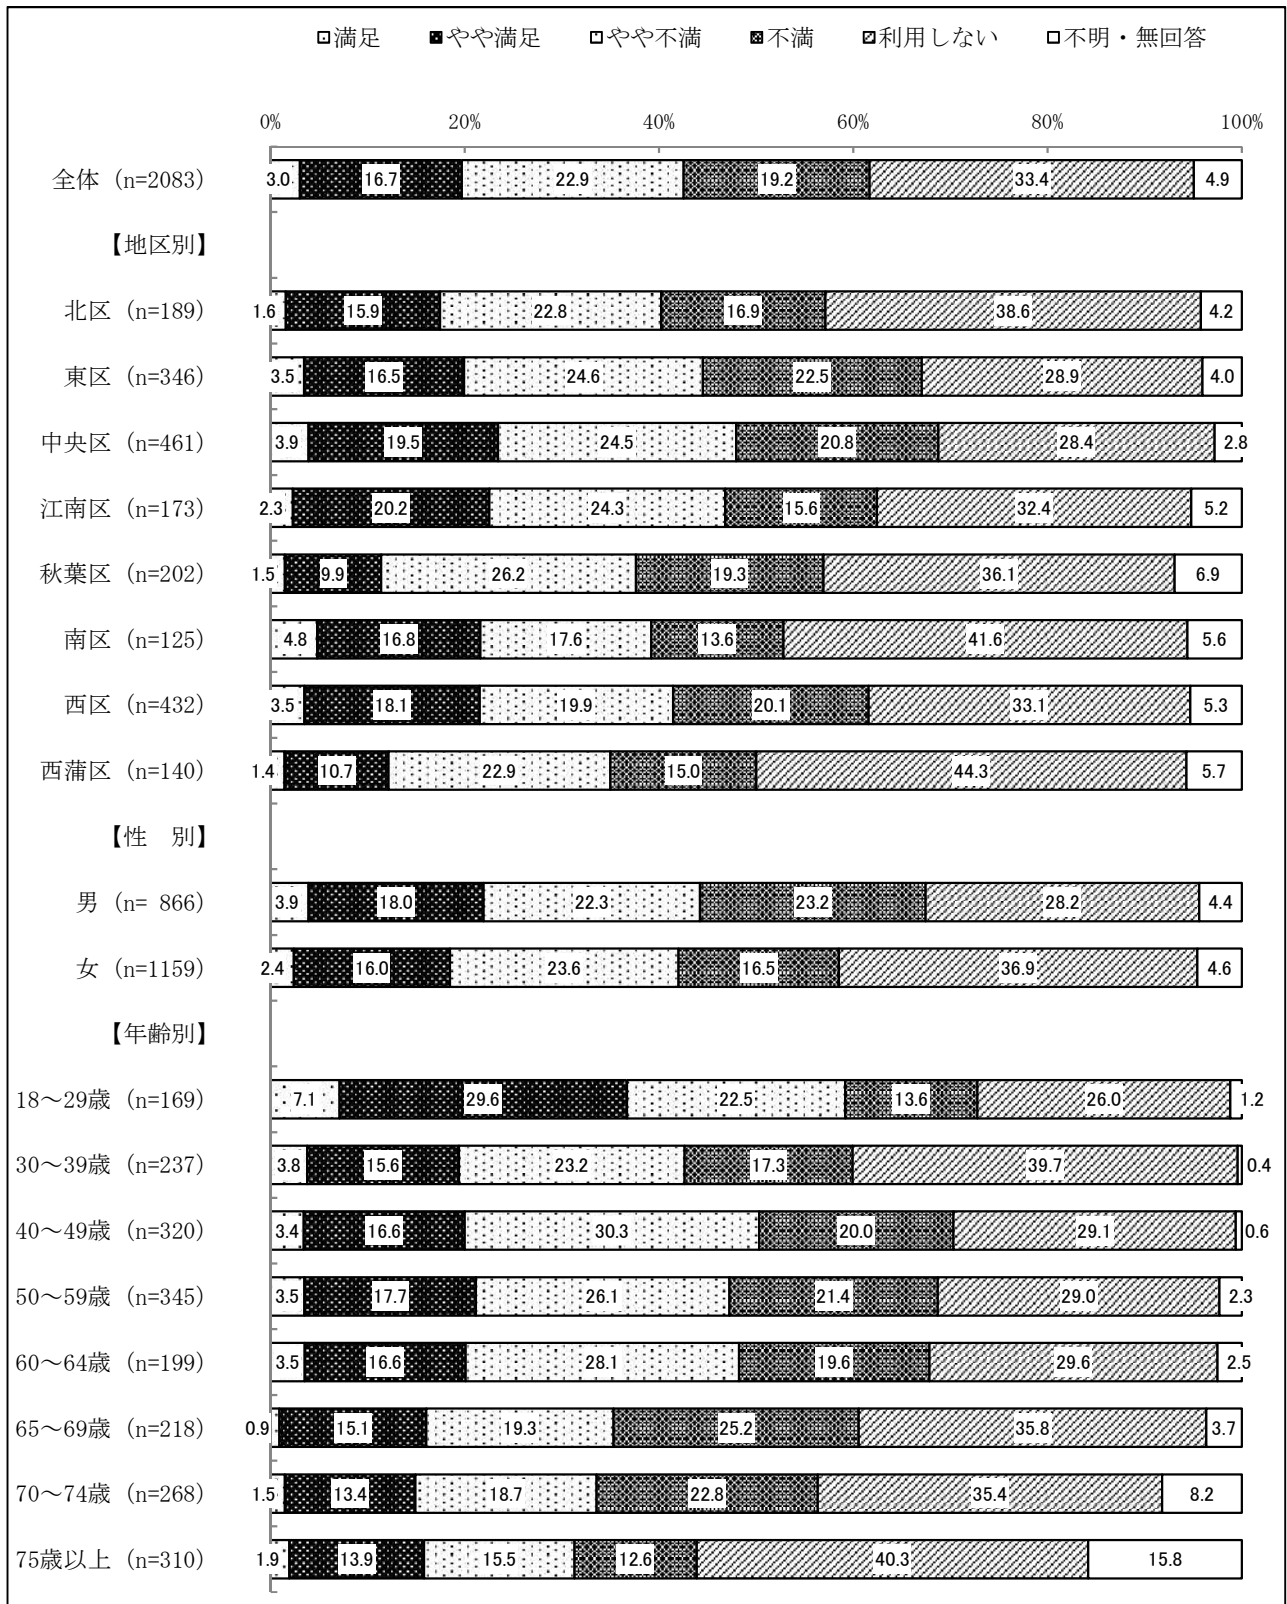 満足 やや満足 やや不満 不満 利用しない 不明・無回答
0% 20% 40% 60% 80% 100%
全体 (n=2083) 3.0 16.7 22.9 19.2 33.4 4.9
【地区別】
北区 (n=189) 1.6 15.9 22.8 16.9 38.6 4.2
東区 (n=346) 3.5 16.5 24.6 22.5 28.9 4.0
中央区 (n=461) 3.9 19.5 24.5 20.8 28.4 2.8
江南区 (n=173) 2.3 20.2 24.3 15.6 32.4 5.2
秋葉区 (n=202) 1.5 9.9 26.2 19.3 36.1 6.9
南区 (n=125) 4.8 16.8 17.6 13.6 41.6 5.6
西区 (n=432) 3.5 18.1 19.9 20.1 33.1 5.3
西蒲区 (n=140) 1.4 10.7 22.9 15.0 44.3 5.7
【性　別】
男 (n= 866) 3.9 18.0 22.3 23.2 28.2 4.4
女 (n=1159) 2.4 16.0 23.6 16.5 36.9 4.6
【年齢別】
18～29歳 (n=169) 7.1 29.6 22.5 13.6 26.0 1.2
30～39歳 (n=237) 3.8 15.6 23.2 17.3 39.7 0.4
40～49歳 (n=320) 3.4 16.6 30.3 20.0 29.1 0.6
50～59歳 (n=345) 3.5 17.7 26.1 21.4 29.0 2.3
60～64歳 (n=199) 3.5 16.6 28.1 19.6 29.6 2.5
65～69歳 (n=218) 0.9 15.1 19.3 25.2 35.8 3.7
70～74歳 (n=268) 1.5 13.4 18.7 22.8 35.4 8.2
75歳以上 (n=310) 1.9 13.9 15.5 12.6 40.3 15.8